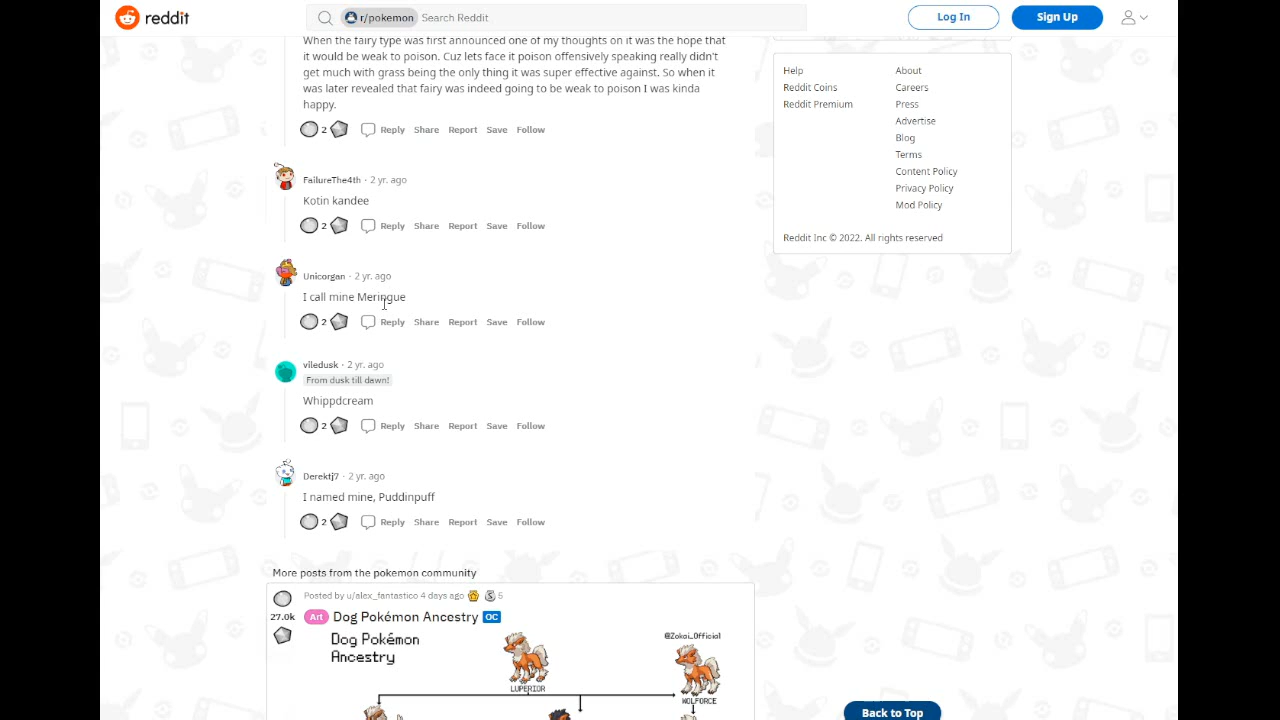 reddit
r/pokemon Search Reddit
Log In
Sign Up
When the fairy type was first announced one of my thoughts on it was the hope that
it would be weak to poison. Cuz lets face it poison offensively speaking really didn't
get much with grass being the only thing it was super effective against. So when it
was later revealed that fairy was indeed going to be weak to poison I was kinda
happy.
2 Reply Share Report Save Follow
FailureThe4th · 2 yr. ago
Kotin kandee
2 Reply Share Report Save Follow
Unicorgan · 2 yr. ago
I call mine Meringue
2 Reply Share Report Save Follow
viledusk · 2 yr. ago
From dusk till dawn!
Whippdcream
2 Reply Share Report Save Follow
Derektj7 · 2 yr. ago
I named mine, Puddinpuff
2 Reply Share Report Save Follow
More posts from the pokemon community
Posted by u/alex_fantastico 4 days ago 5
27.0k
Art Dog Pokémon Ancestry OC
Dog Pokémon
Ancestry
@Zokai_Official
LUPERIOR
WOLFORCE
Help
Reddit Coins
Reddit Premium
About
Careers
Press
Advertise
Blog
Terms
Content Policy
Privacy Policy
Mod Policy
Reddit Inc © 2022. All rights reserved
Back to Top